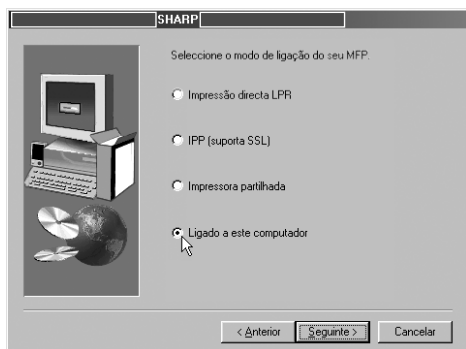 SHARP
Seleccione o modo de ligação do seu MFP.
Impressão directa LPR
IPP (suporta SSL)
Impressora partilhada
Ligado a este computador
< Anterior Seguinte > Cancelar